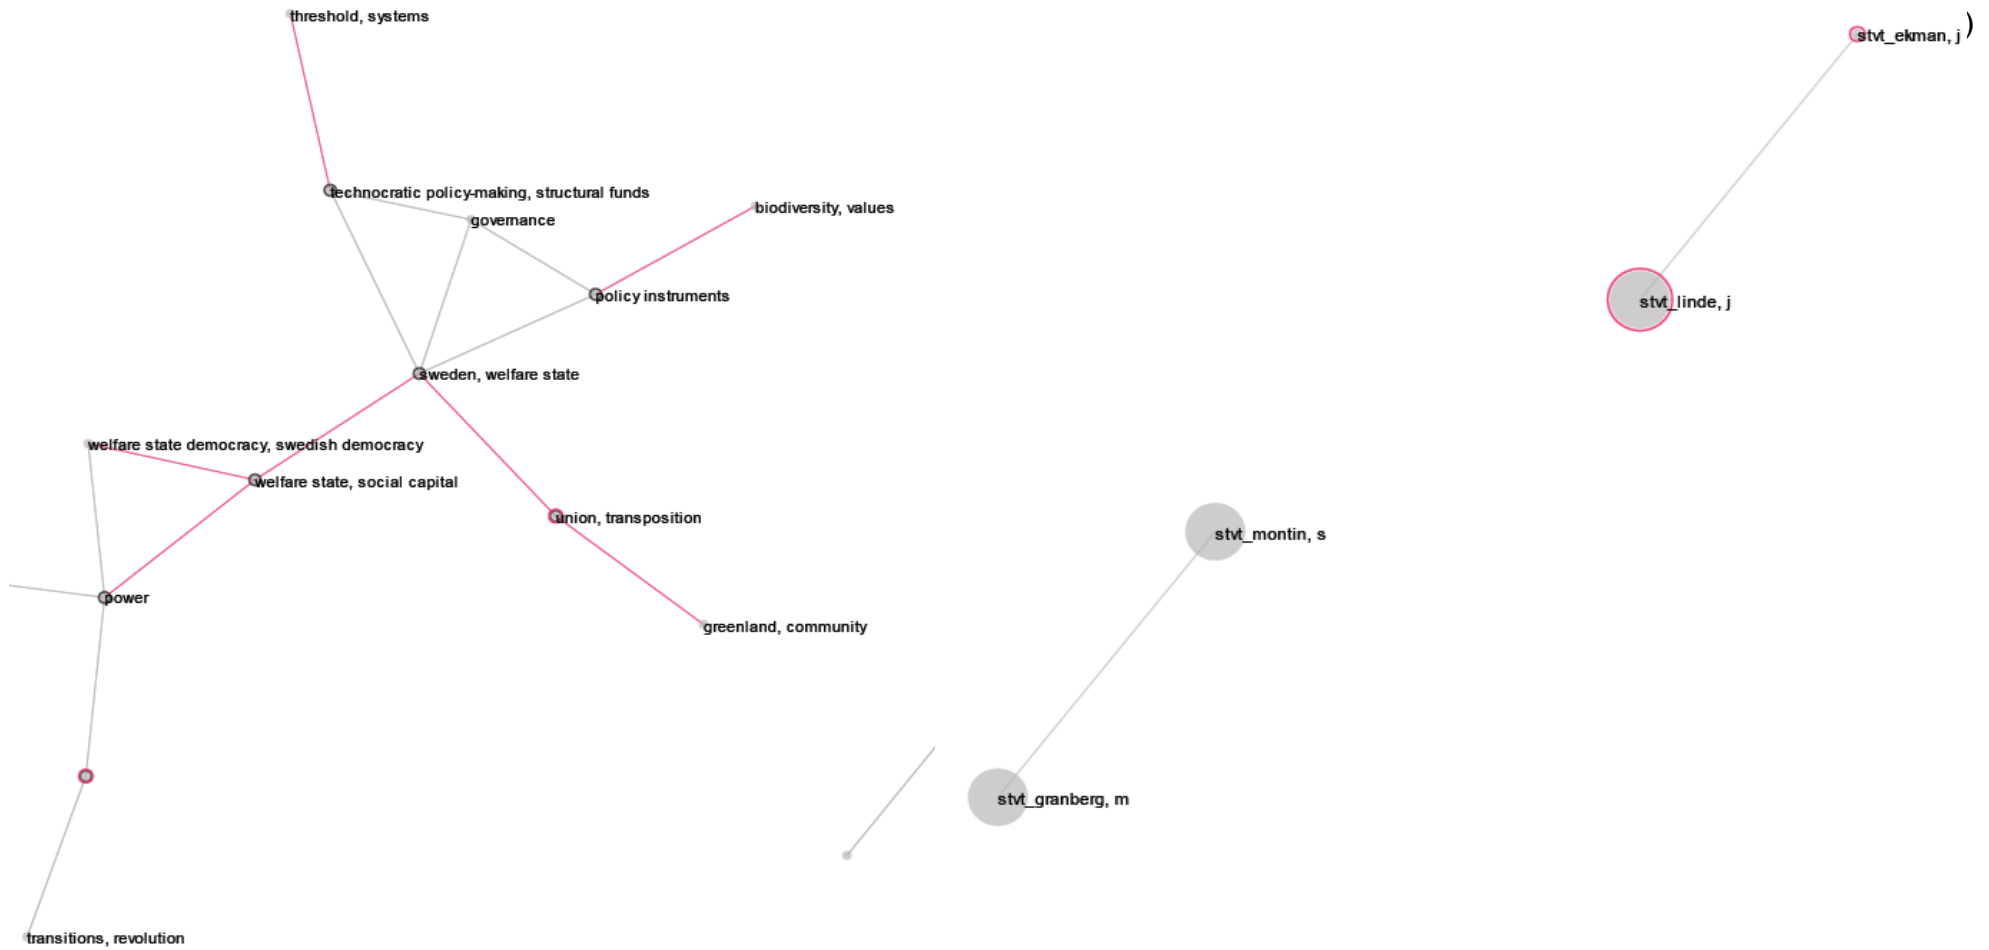 threshold, systems
stvt_ekman, j )
technocratic policy-making, structural funds
governance
biodiversity, values
policy instruments
stvt_linde, j
sweden, welfare state
welfare state democracy, swedish democracy
welfare state, social capital
union, transposition
stvt_montin, s
power
greenland, community
stvt_granberg, m
transitions, revolution